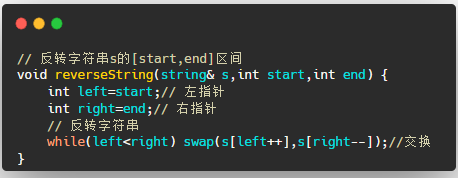 // 反转字符串s的[start,end]区间
void reverseString(string& s,int start,int end) {
    int left=start;// 左指针
    int right=end;// 右指针
    // 反转字符串
    while(left<right) swap(s[left++],s[right--]);//交换
}